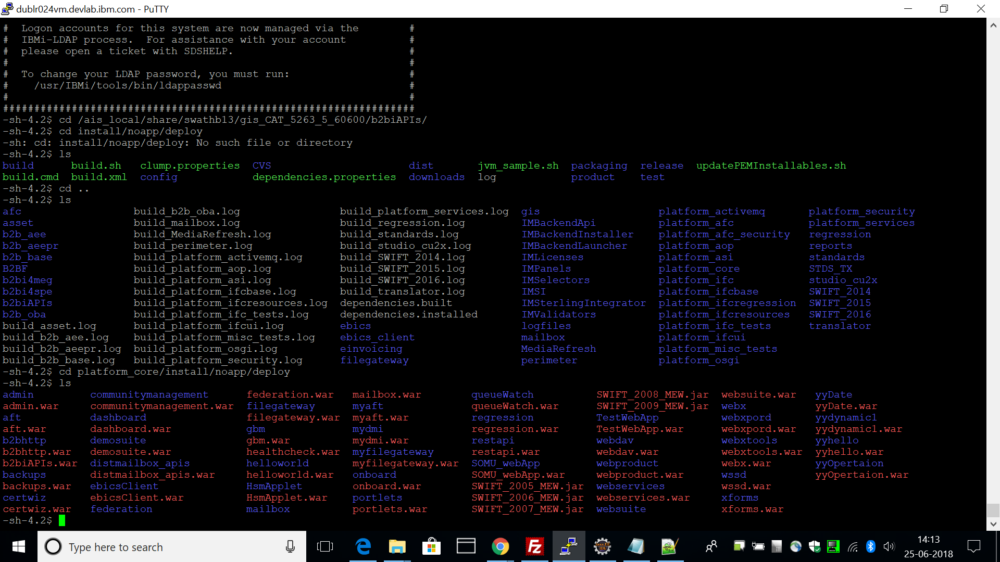 dublr024vm.devlab.ibm.com - PuTTY
#  Logon accounts for this system are now managed via the        #
#  IBMi-LDAP process.  For assistance with your account          #
#  please open a ticket with SDSHELP.                            #
#                                                                #
#  To change your LDAP password, you must run:                   #
#    /usr/IBMi/tools/bin/ldappasswd                              #
#                                                                #
##################################################################
-sh-4.2$ cd /ais_local/share/swathb13/gis_CAT_5263_5_60600/b2biAPIs/
-sh-4.2$ cd install/noapp/deploy
-sh: cd: install/noapp/deploy: No such file or directory
-sh-4.2$ ls
build build.sh clump.properties CVS dist jvm_sample.sh packaging release updatePEMInstallables.sh
build.cmd build.xml config dependencies.properties downloads log product test
-sh-4.2$ cd ..
-sh-4.2$ ls
afc build_b2b_oba.log build_platform_services.log gis platform_activemq platform_security
asset build_mailbox.log build_regression.log IMBackendApi platform_afc platform_services
b2b_aee build_MediaRefresh.log build_standards.log IMBackendInstaller platform_afc_security regression
b2b_aeepr build_perimeter.log build_studio_cu2x.log IMBackendLauncher platform_aop reports
b2b_base build_platform_activemq.log build_SWIFT_2014.log IMLicenses platform_asi standards
B2BF build_platform_aop.log build_SWIFT_2015.log IMPanels platform_core STDS_TX
b2bi4meg build_platform_asi.log build_SWIFT_2016.log IMSelectors platform_ifc studio_cu2x
b2bi4spe build_platform_ifcbase.log build_translator.log IMSI platform_ifcbase SWIFT_2014
b2biAPIs build_platform_ifcresources.log dependencies.built IMSterlingIntegrator platform_ifcregression SWIFT_2015
b2b_oba build_platform_ifc_tests.log dependencies.installed IMValidators platform_ifcresources SWIFT_2016
build_asset.log build_platform_ifcui.log ebics logfiles platform_ifc_tests translator
build_b2b_aee.log build_platform_misc_tests.log ebics_client mailbox platform_ifcui
build_b2b_aeepr.log build_platform_osgi.log einvoicing MediaRefresh platform_misc_tests
build_b2b_base.log build_platform_security.log filegateway perimeter platform_osgi
-sh-4.2$ cd platform_core/install/noapp/deploy
-sh-4.2$ ls
admin communitymanagement federation.war mailbox.war queueWatch SWIFT_2008_MEW.jar websuite.war yyDate
admin.war communitymanagement.war filegateway myaft queueWatch.war SWIFT_2009_MEW.jar webx yyDate.war
aft dashboard filegateway.war myaft.war regression TestWebApp webxpord yydynamic1
aft.war dashboard.war gbm mydmi regression.war TestWebApp.war webxpord.war yydynamic1.war
b2bhttp demosuite gbm.war mydmi.war restapi webdav webxtools yyhello
b2bhttp.war demosuite.war healthcheck.war myfilegateway restapi.war webdav.war webxtools.war yyhello.war
b2biAPIs.war distmailbox_apis helloworld myfilegateway.war SOMU_webApp webproduct webx.war yyOpertaion
backups distmailbox_apis.war helloworld.war onboard SOMU_webApp.war webproduct.war wssd yyOpertaion.war
backups.war ebicsClient HsmApplet onboard.war SWIFT_2005_MEW.jar webservices wssd.war
certwiz ebicsClient.war HsmApplet.war portlets SWIFT_2006_MEW.jar webservices.war xforms
certwiz.war federation mailbox portlets.war SWIFT_2007_MEW.jar websuite xforms.war
-sh-4.2$
Type here to search
Fz
Java EE
IDE
14:13
25-06-2018